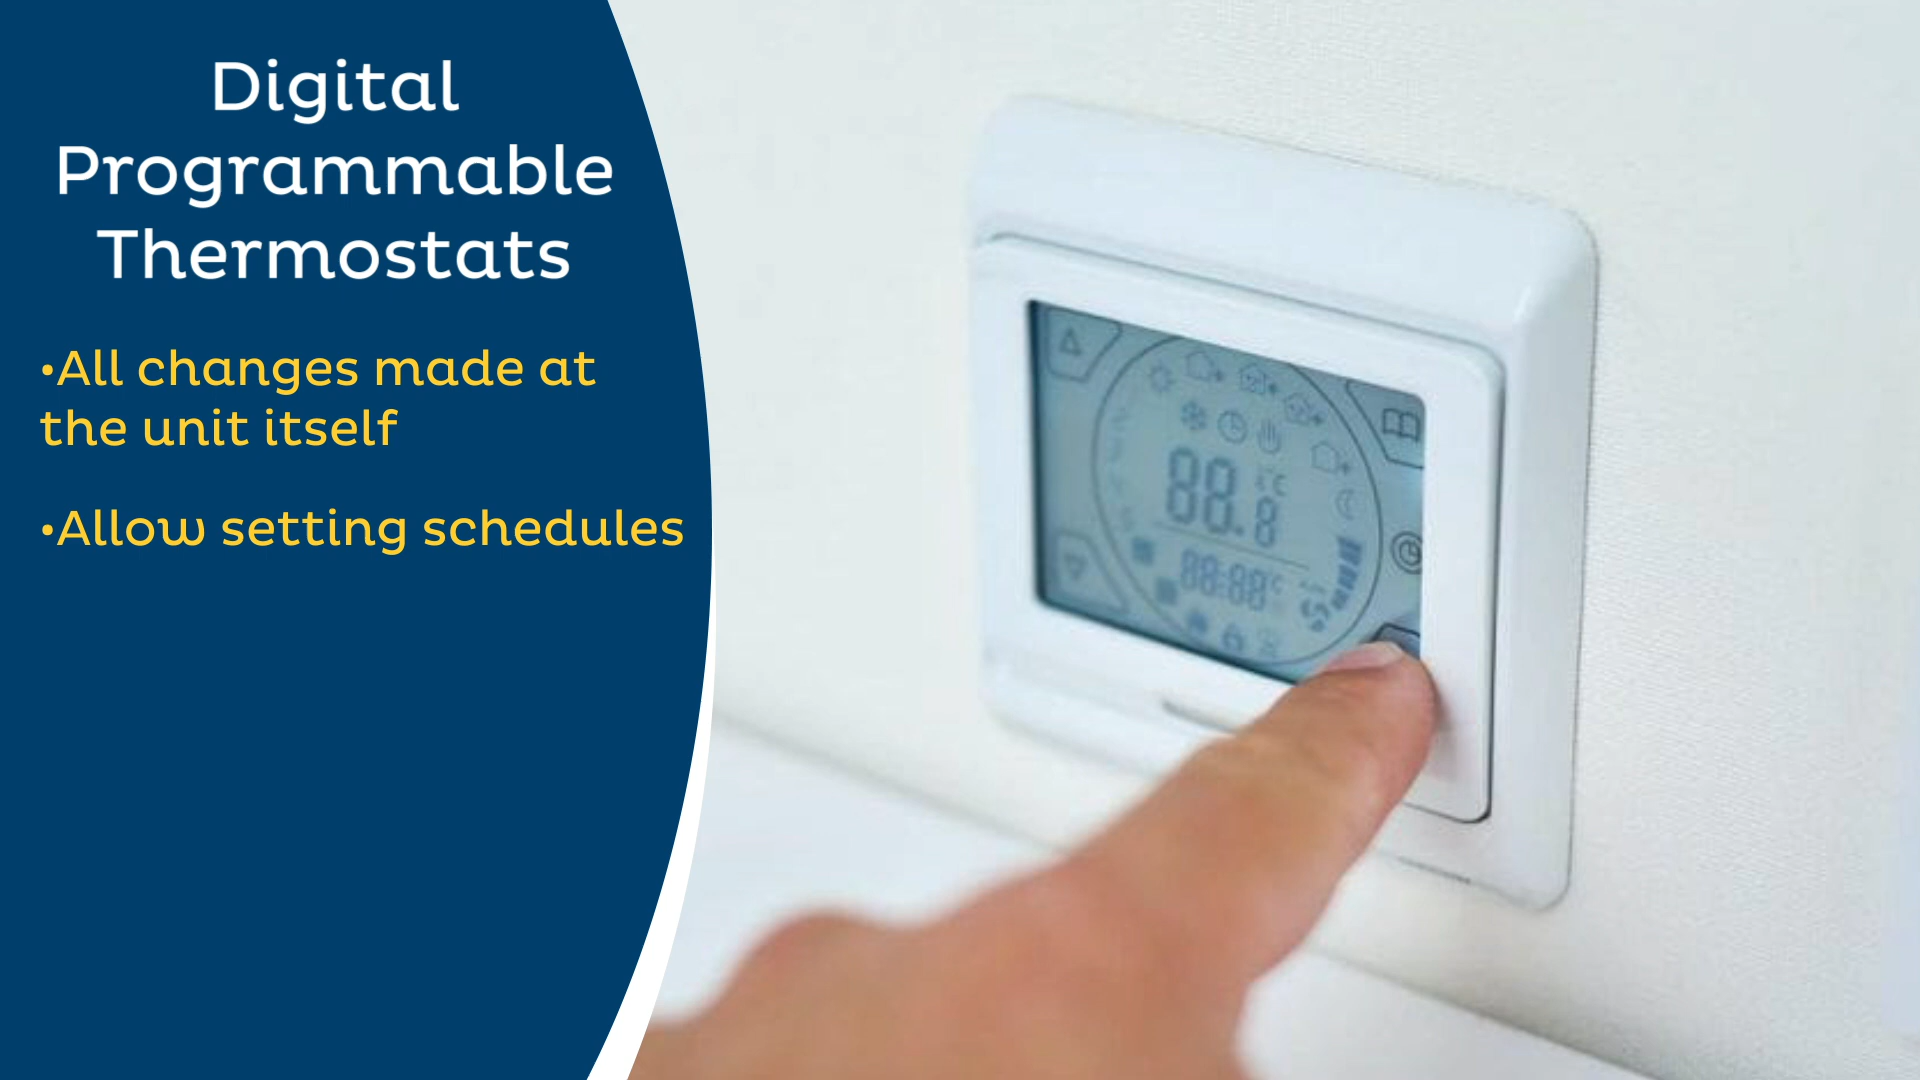 Digital
Programmable
Thermostats
•All changes made at
the unit itself
•Allow setting schedules
88.8
88:88